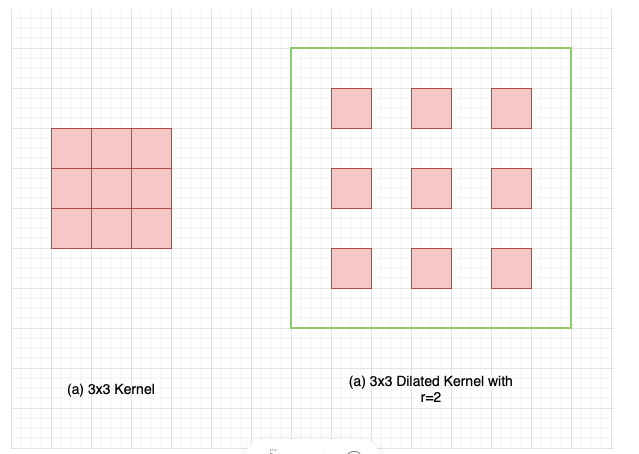 (a) 3x3 Kernel
(a) 3x3 Dilated Kernel with
r=2